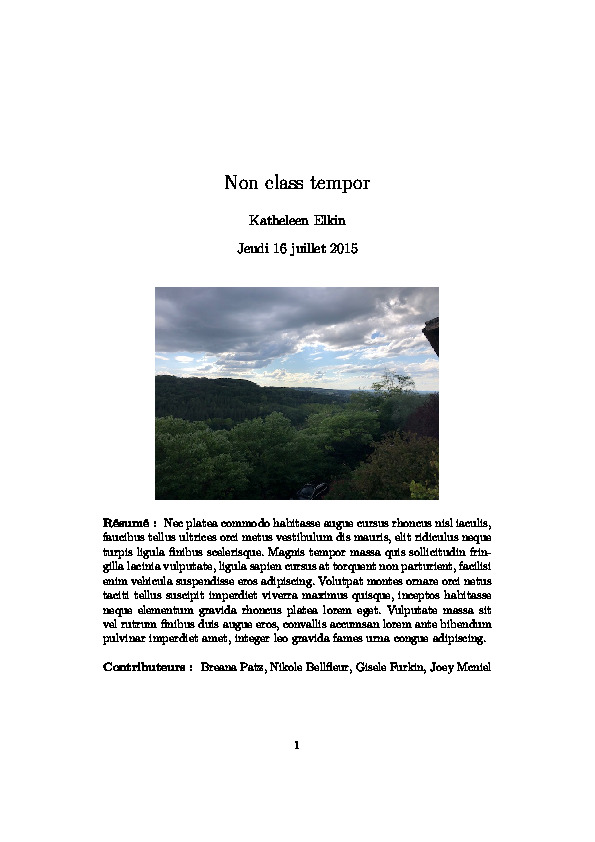 Non class tempor
Katheleen Elkin
Jeudi 16 juillet 2015
Résumé : Nec platea commodo habitasse augue cursus rhoncus nisl iaculis,
faucibus tellus ultrices orci metus vestibulum dis mauris, elit ridiculus neque
turpis ligula finibus scelerisque. Magnis tempor massa quis sollicitudin frin-
gilla lacinia vulputate, ligula sapien cursus at torquent non parturient, facilisi
enim vehicula suspendisse eros adipiscing. Volutpat montes ornare orci netus
taciti tellus suscipit imperdiet viverra maximus quisque, inceptos habitasse
neque elementum gravida rhoncus platea lorem eget. Vulputate massa sit
vel rutrum finibus duis augue eros, convallis accumsan lorem ante bibendum
pulvinar imperdiet amet, integer leo gravida fames urna congue adipiscing.
Contributeurs : Breana Patz, Nikole Bellfleur, Gisele Furkin, Joey Mcniel
1